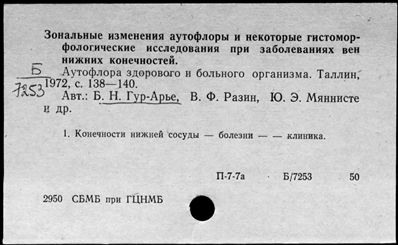 Зональные изменения аутофлоры и некоторые гистомор-
фологические исследования при заболеваниях вен
нижних конечностей.
Б
7253
Аутофлора здорового и больного организма. Таллин,
1972, с. 138—140.
Авт.: Б. Н. Гур-Арье, В. Ф. Разин, Ю. Э. Мяннисте
и др.
1. Конечности нижней сосуды — болезни — — клиника.
П-7-7а Б/7253 50
2950 СБМБ при ГЦНМБ